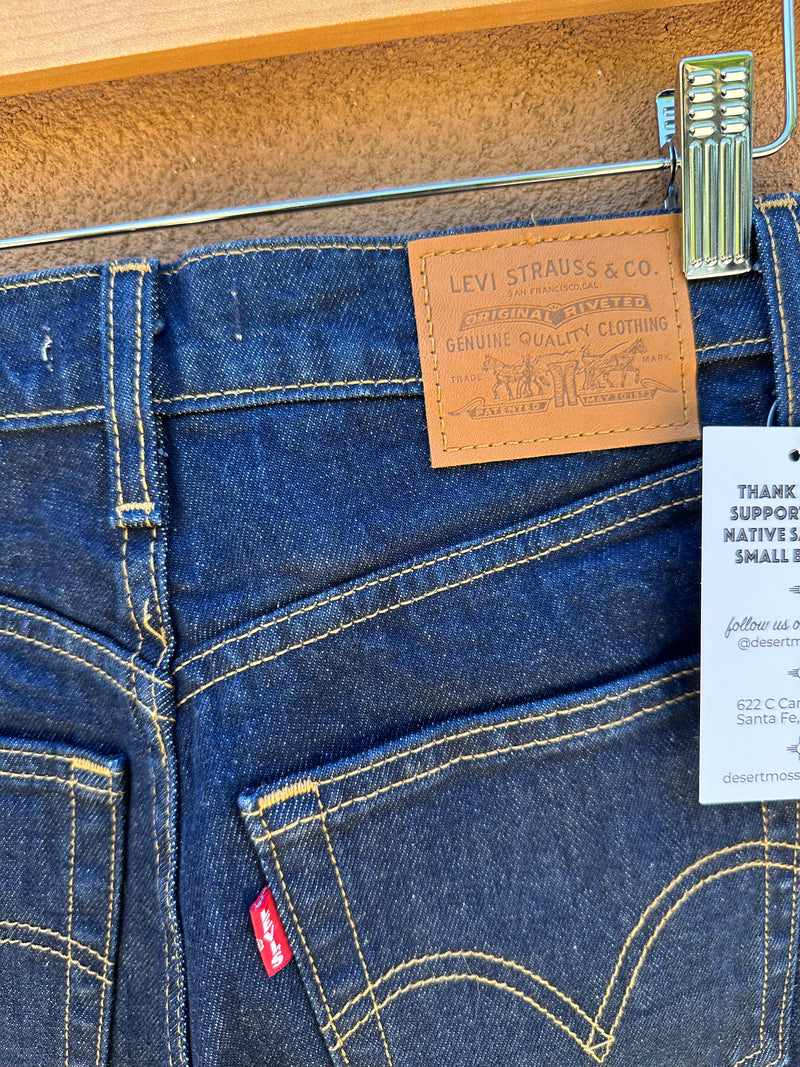 LEVI STRAUSS & CO.
SAN FRANCISCO, CAL.
ORIGINAL RIVETED
GENUINE QUALITY CLOTHING
TRADE MARK
PATENTED MAY 20 1873
LEVI'S
THANK
SUPPORT
NATIVE SA
SMALL B
follow us o
@desertm
622 C Ca
Santa Fe,
desertmoss